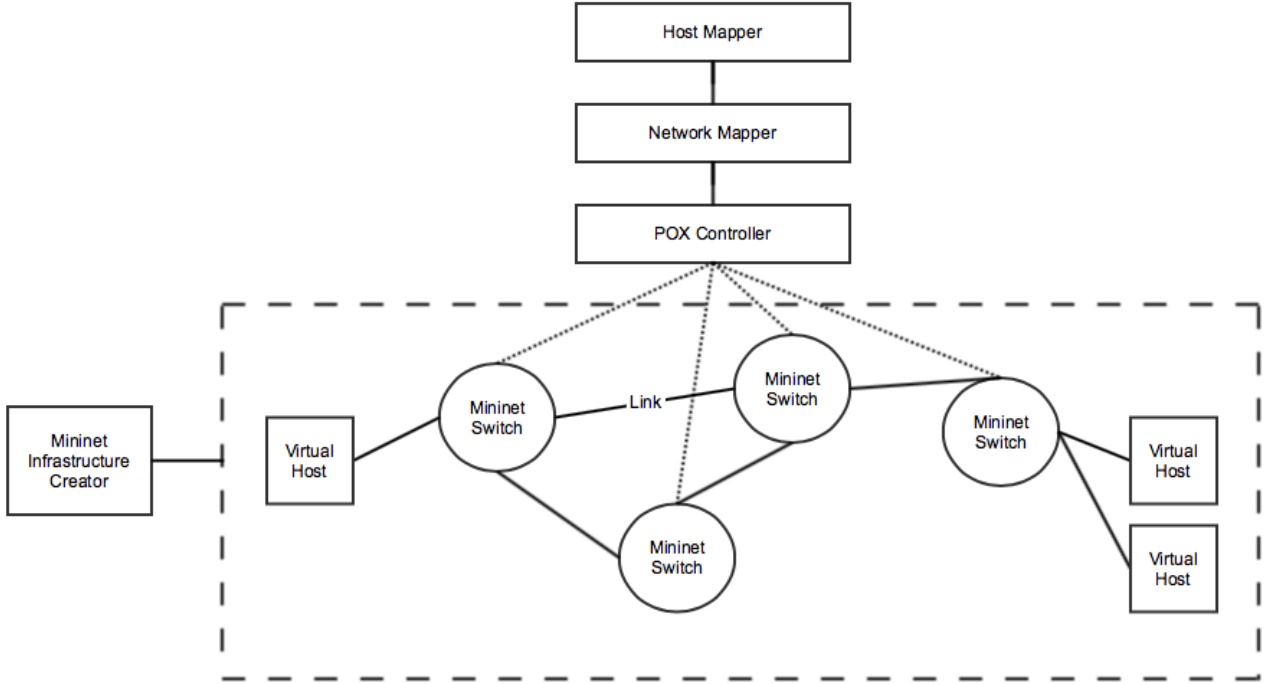 Host Mapper
Network Mapper
POX Controller
Mininet
Switch
Link
Mininet
Switch
Mininet
Switch
Mininet
Infrastructure
Creator
Virtual
Host
Virtual
Host
Mininet
Switch
Virtual
Host